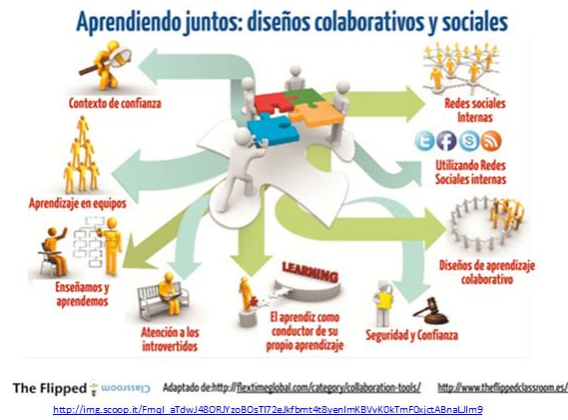 Aprendiendo juntos: diseños colaborativos y sociales
Contexto de confianza
Redes sociales
Internas
Utilizando Redes
Sociales internas
Aprendizaje en equipos
Enseñamos y
aprendemos
Diseños de aprendizaje
colaborativo
LEARNING
Atención a los
introvertidos
El aprendiz como
conductor de su
propio aprendizaje
Seguridad y Confianza
The Flipped Classroom
Adaptado de:http://flextimeglobal.com/category/collaboration-tools/
http://www.theflippedclassroom.es/